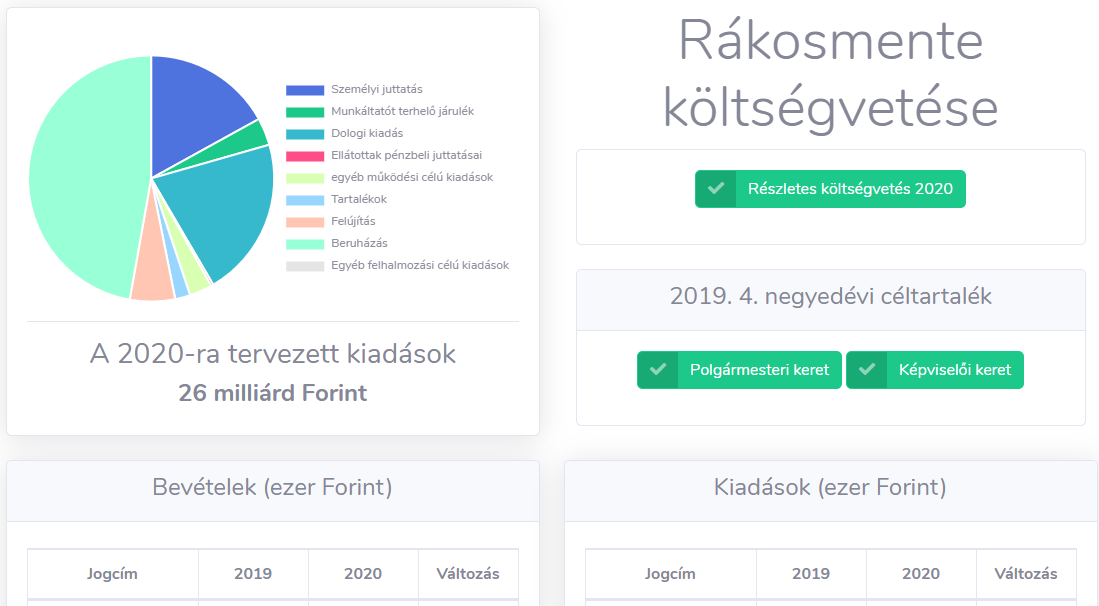 Személyi juttatás
Munkáltatót terhelő járulék
Dologi kiadás
Ellátottak pénzbeli juttatásai
egyéb működési célú kiadások
Tartalékok
Felújítás
Beruházás
Egyéb felhalmozási célú kiadások
A 2020-ra tervezett kiadások
26 milliárd Forint
Rákosmente
költségvetése
Részletes költségvetés 2020
2019. 4. negyedévi céltartalék
Polgármesteri keret Képviselői keret
Bevételek (ezer Forint)
Jogcím 2019 2020 Változás
Kiadások (ezer Forint)
Jogcím 2019 2020 Változás